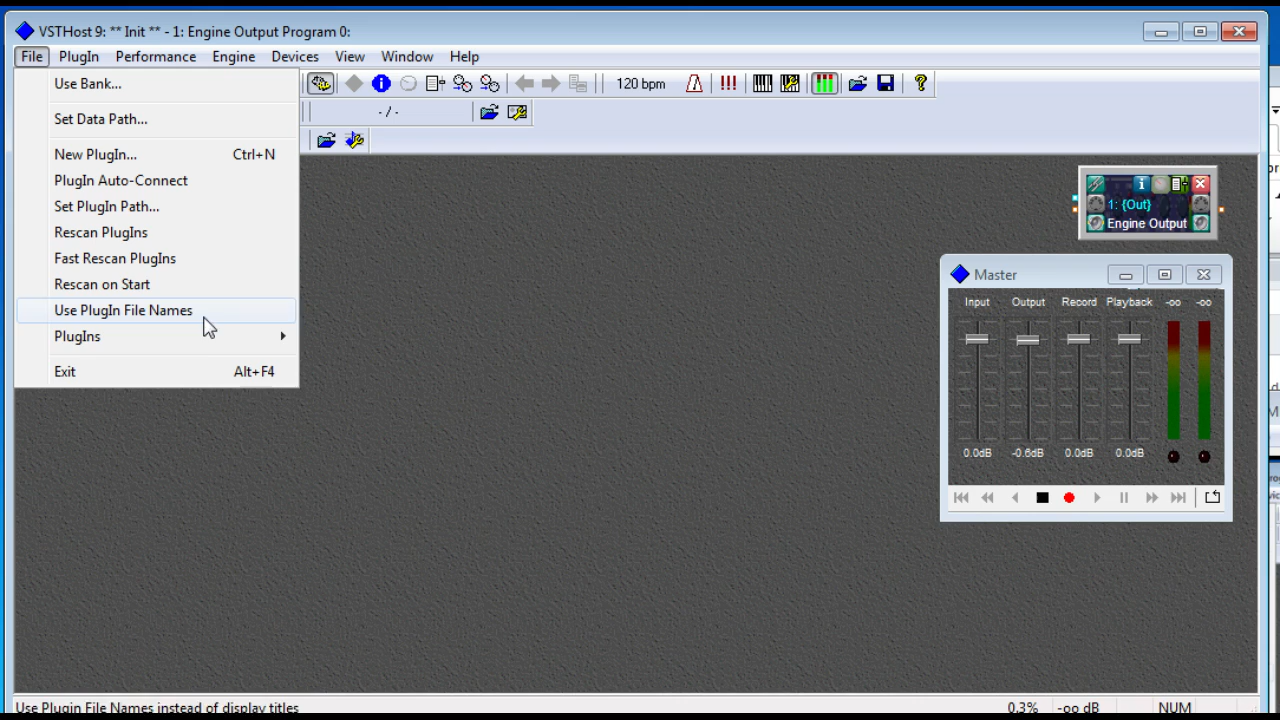 VSTHost 9: ** Init ** - 1: Engine Output Program 0:
File PlugIn Performance Engine Devices View Window Help
Use Bank...
120 bpm
Set Data Path...
- / -
New PlugIn... Ctrl+N
PlugIn Auto-Connect
Set PlugIn Path...
Rescan PlugIns
Fast Rescan PlugIns
Rescan on Start
Use PlugIn File Names
PlugIns
Exit Alt+F4
1: {Out}
Engine Output
Master
Input Output Record Playback -oo -oo
0.0dB -0.6dB 0.0dB 0.0dB
Use Plugin File Names instead of display titles
0.3% -oo dB NUM